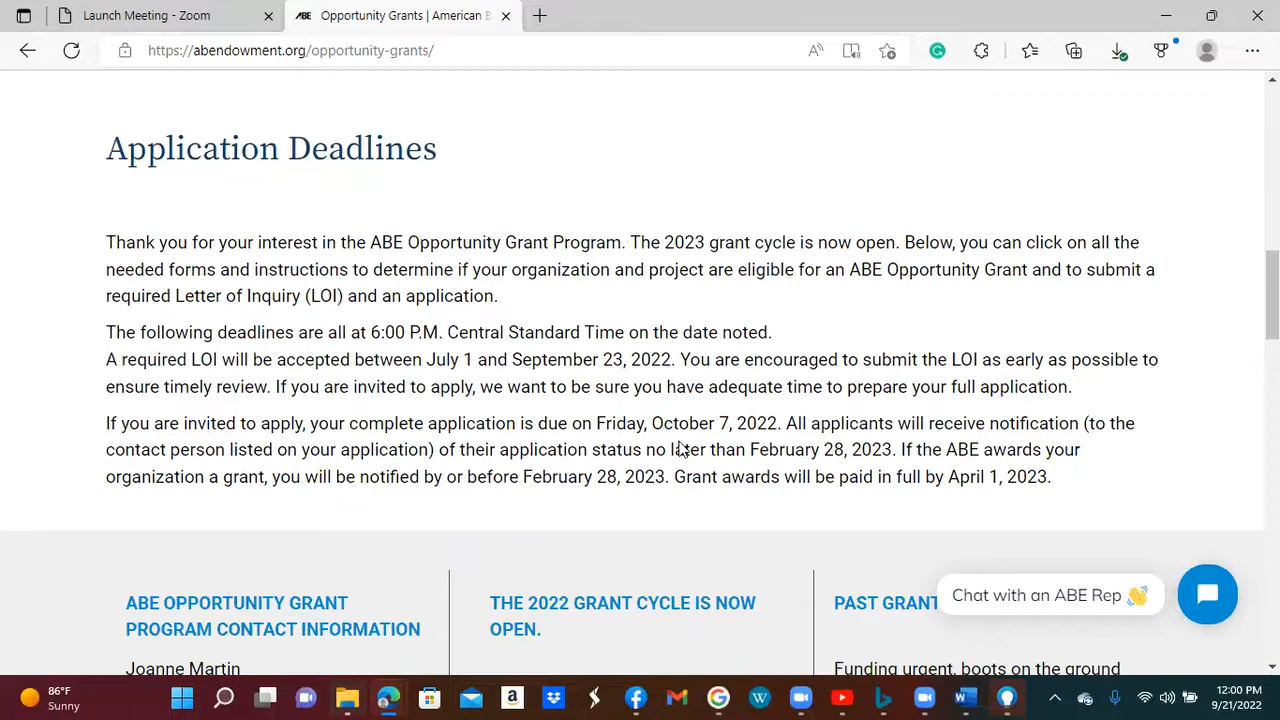 Launch Meeting - Zoom
ABE Opportunity Grants | American B
https://abendowment.org/opportunity-grants/
Application Deadlines
Thank you for your interest in the ABE Opportunity Grant Program. The 2023 grant cycle is now open. Below, you can click on all the
needed forms and instructions to determine if your organization and project are eligible for an ABE Opportunity Grant and to submit a
required Letter of Inquiry (LOI) and an application.
The following deadlines are all at 6:00 P.M. Central Standard Time on the date noted.
A required LOI will be accepted between July 1 and September 23, 2022. You are encouraged to submit the LOI as early as possible to
ensure timely review. If you are invited to apply, we want to be sure you have adequate time to prepare your full application.
If you are invited to apply, your complete application is due on Friday, October 7, 2022. All applicants will receive notification (to the
contact person listed on your application) of their application status no later than February 28, 2023. If the ABE awards your
organization a grant, you will be notified by or before February 28, 2023. Grant awards will be paid in full by April 1, 2023.
ABE OPPORTUNITY GRANT
PROGRAM CONTACT INFORMATION
Joanne Martin
THE 2022 GRANT CYCLE IS NOW
OPEN.
PAST GRANT
Funding urgent, boots on the ground
Chat with an ABE Rep 👋
86°F
Sunny
12:00 PM
9/21/2022